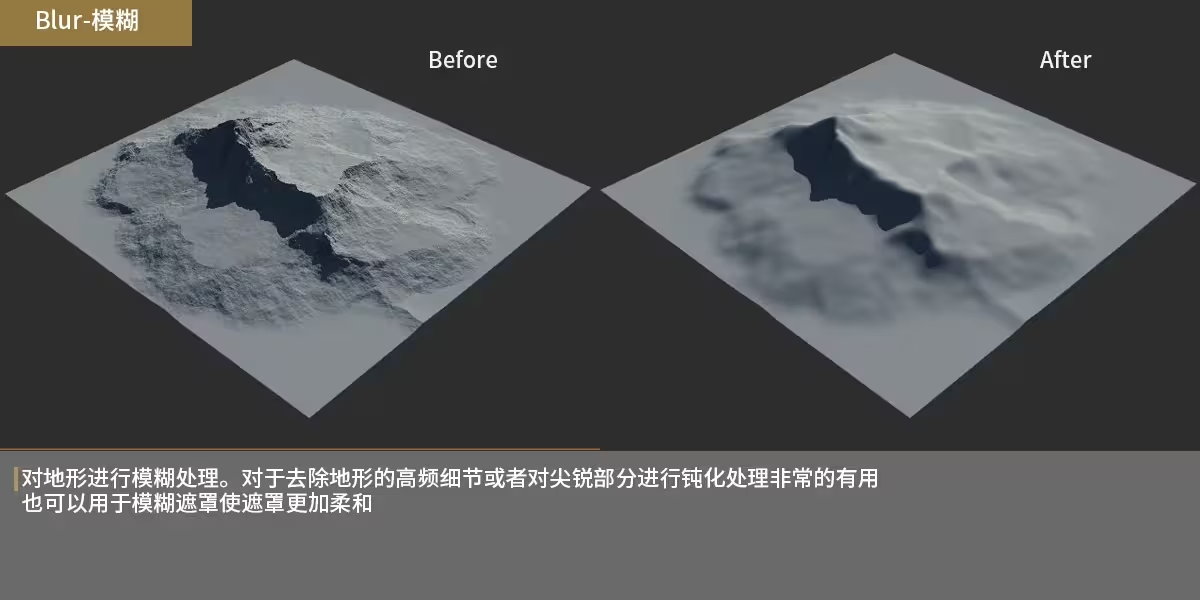 Blur-模糊
Before
After
对地形进行模糊处理。对于去除地形的高频细节或者对尖锐部分进行钝化处理非常的有用
也可以用于模糊遮罩使遮罩更加柔和